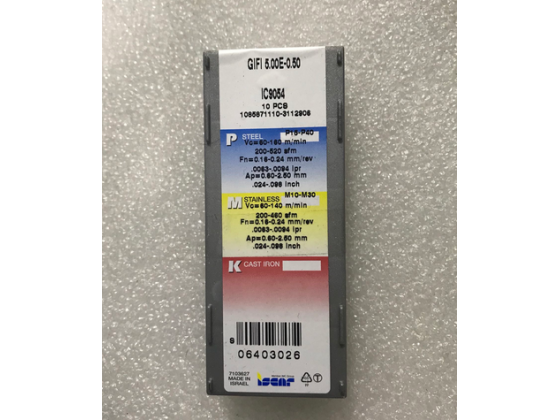 GIFI 5.00E-0.50
IC9054
10 PCS
1085871110-3112906
P STEEL P15-P40
Vc=60-160 m/min
200-520 sfm
Fn=0.16-0.24 mm/rev
.0063-.0094 ipr
Ap=0.60-2.50 mm
.024-.098 inch
M STAINLESS M10-M30
Vc=60-140 m/min
200-460 sfm
Fn=0.16-0.24 mm/rev
.0063-.0094 ipr
Ap=0.60-2.50 mm
.024-.098 inch
K CAST IRON
6
06403026
7103627
MADE IN
ISRAEL
iscar